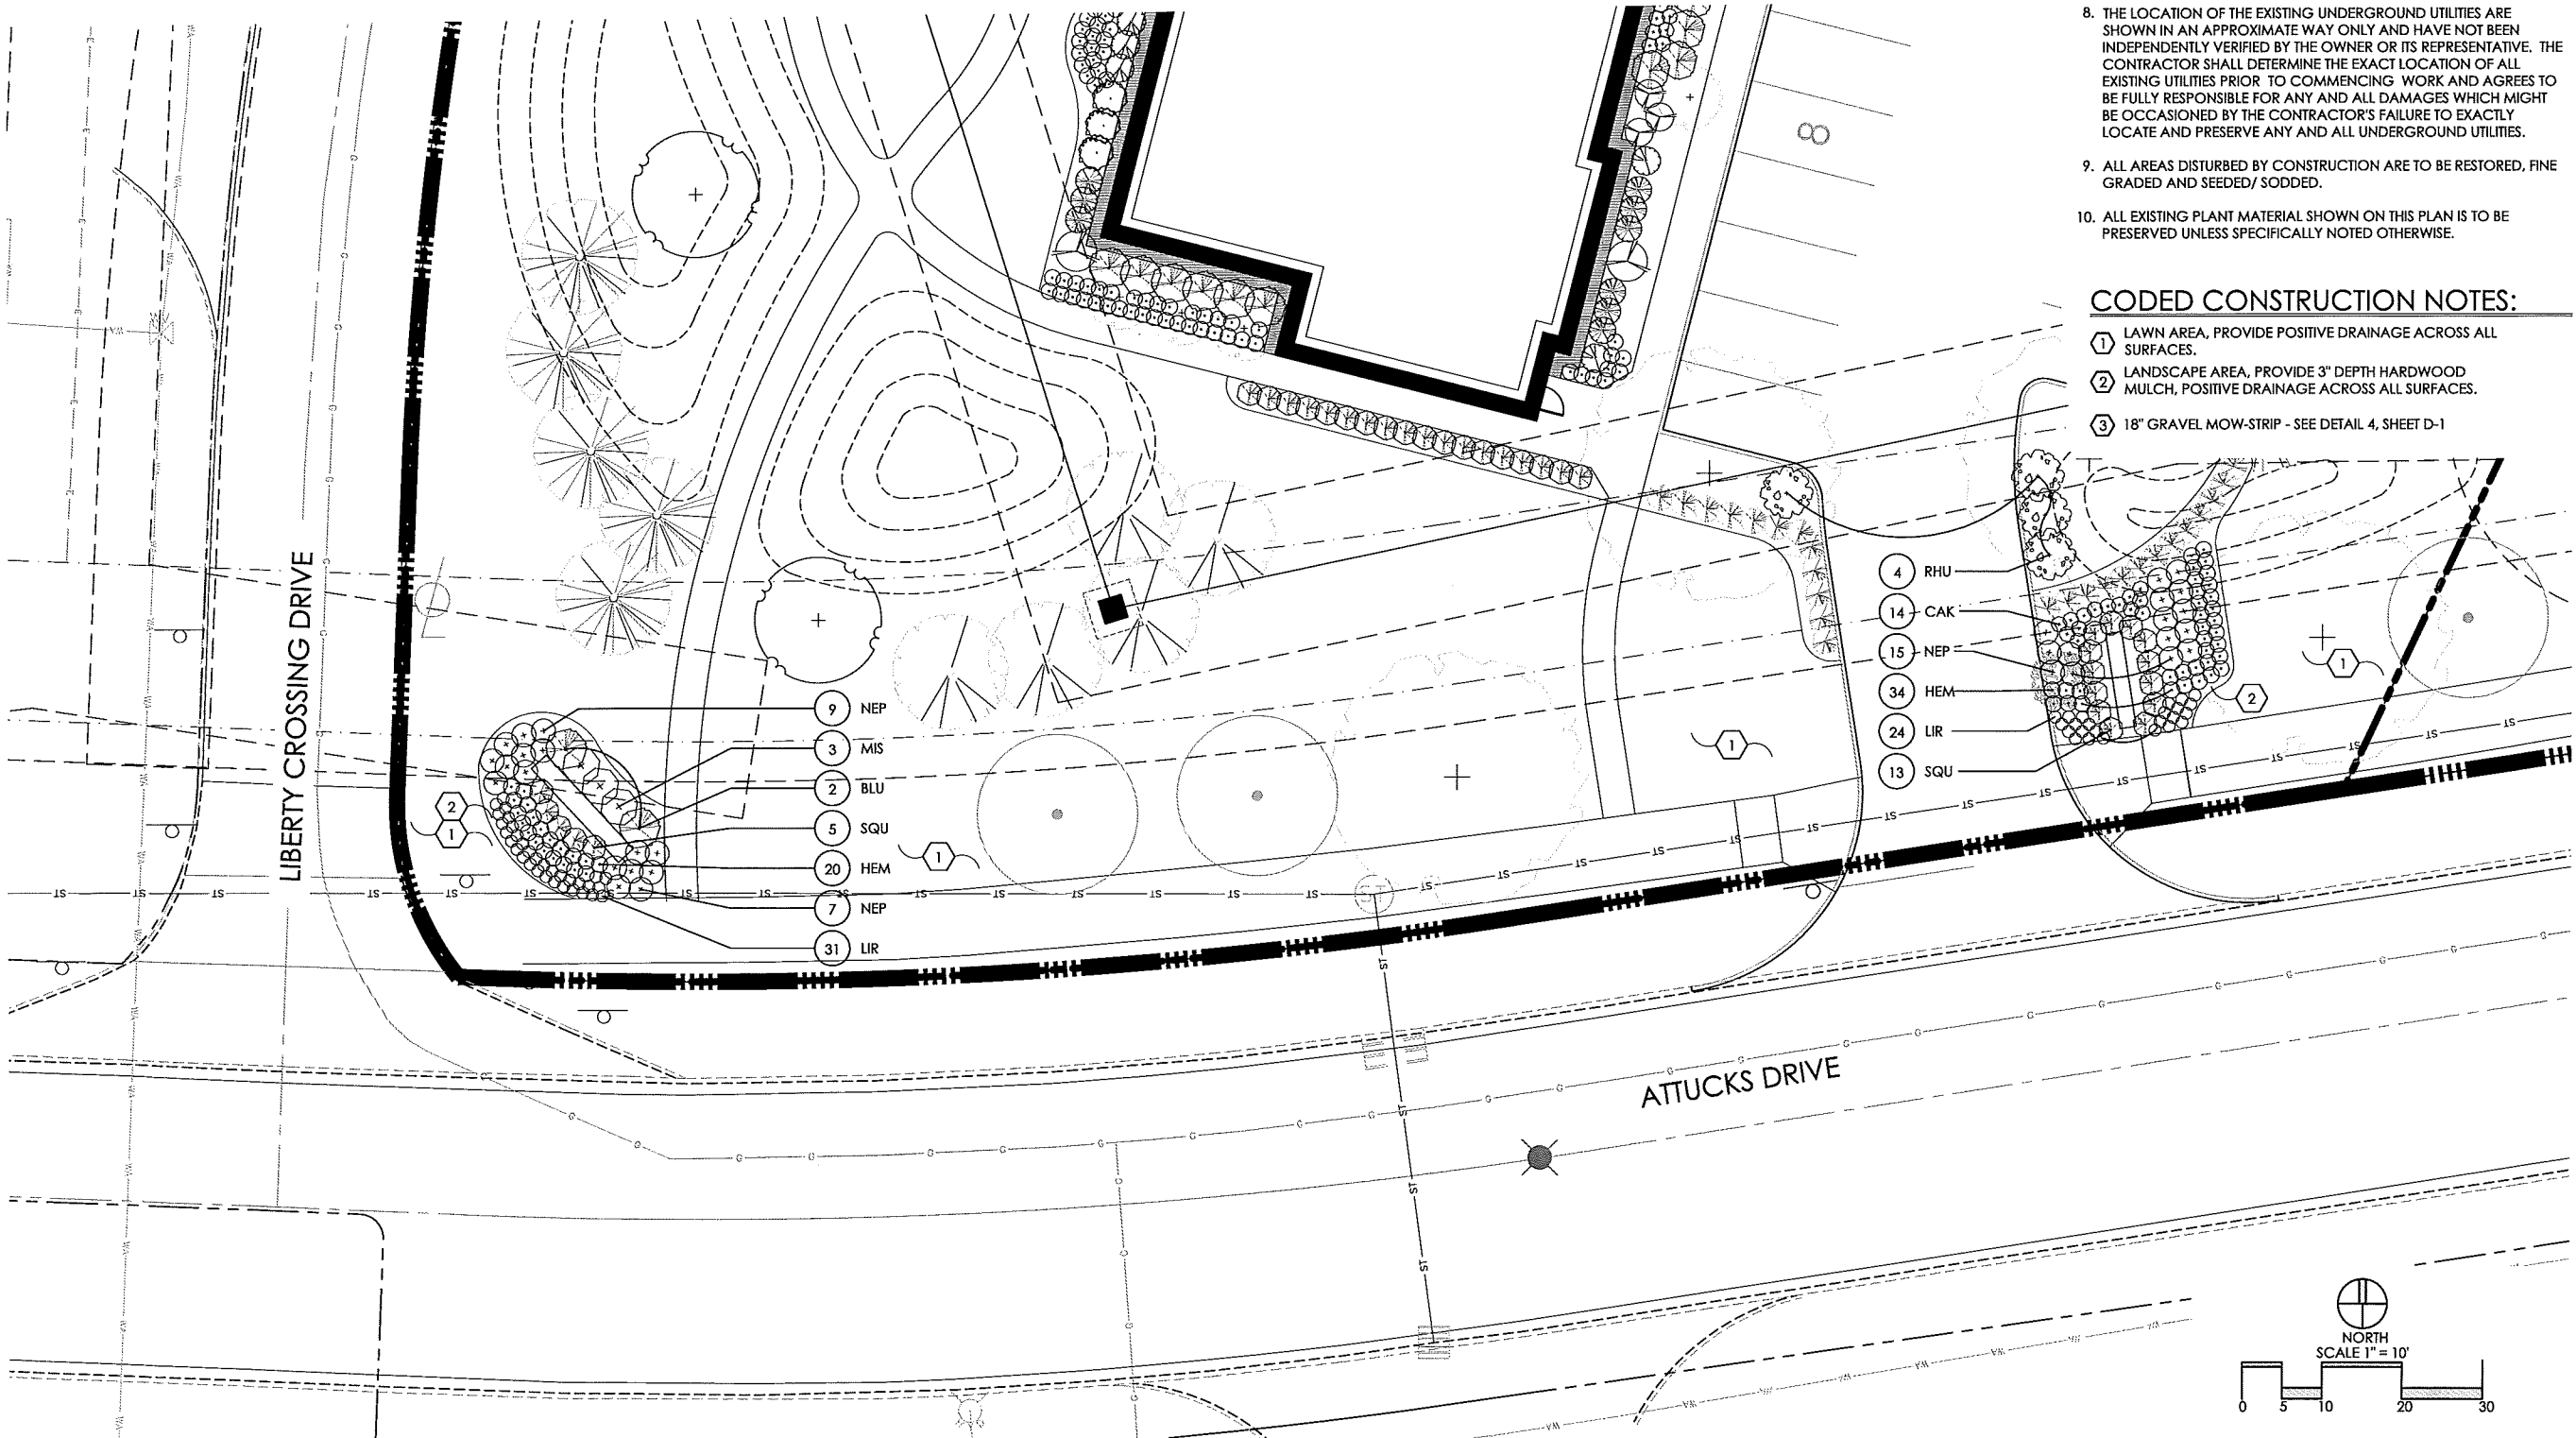 8. THE LOCATION OF THE EXISTING UNDERGROUND UTILITIES ARE
SHOWN IN AN APPROXIMATE WAY ONLY AND HAVE NOT BEEN
INDEPENDENTLY VERIFIED BY THE OWNER OR ITS REPRESENTATIVE. THE
CONTRACTOR SHALL DETERMINE THE EXACT LOCATION OF ALL
EXISTING UTILITIES PRIOR TO COMMENCING WORK AND AGREES TO
BE FULLY RESPONSIBLE FOR ANY AND ALL DAMAGES WHICH MIGHT
BE OCCASIONED BY THE CONTRACTOR'S FAILURE TO EXACTLY
LOCATE AND PRESERVE ANY AND ALL UNDERGROUND UTILITIES.
9. ALL AREAS DISTURBED BY CONSTRUCTION ARE TO BE RESTORED, FINE
GRADED AND SEEDED/ SODDED.
10. ALL EXISTING PLANT MATERIAL SHOWN ON THIS PLAN IS TO BE
PRESERVED UNLESS SPECIFICALLY NOTED OTHERWISE.
CODED CONSTRUCTION NOTES:
1 LAWN AREA, PROVIDE POSITIVE DRAINAGE ACROSS ALL
SURFACES.
2 LANDSCAPE AREA, PROVIDE 3" DEPTH HARDWOOD
MULCH, POSITIVE DRAINAGE ACROSS ALL SURFACES.
3 18" GRAVEL MOW-STRIP - SEE DETAIL 4, SHEET D-1
8
LIBERTY CROSSING DRIVE
9 NEP
3 MIS
2 BLU
5 SQU
20 HEM
7 NEP
31 LIR
2
1
1
1
4 RHU
14 CAK
15 NEP
34 HEM
24 LIR
13 SQU
1
2
ATTUCKS DRIVE
NORTH
SCALE 1" = 10'
0 5 10 20 30